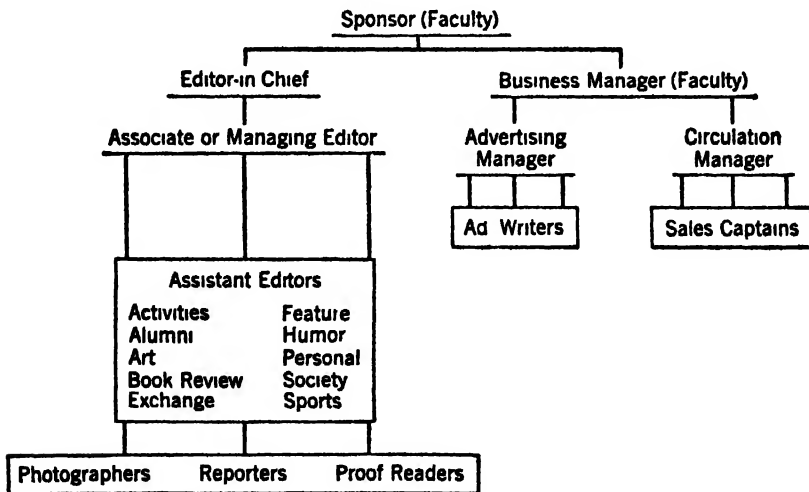 Sponsor (Faculty)
Editor-in Chief
Business Manager (Faculty)
Associate or Managing Editor
Advertising Manager
Circulation Manager
Ad Writers
Sales Captains
Assistant Editors
Activities Feature
Alumni Humor
Art Personal
Book Review Society
Exchange Sports
Photographers Reporters Proof Readers